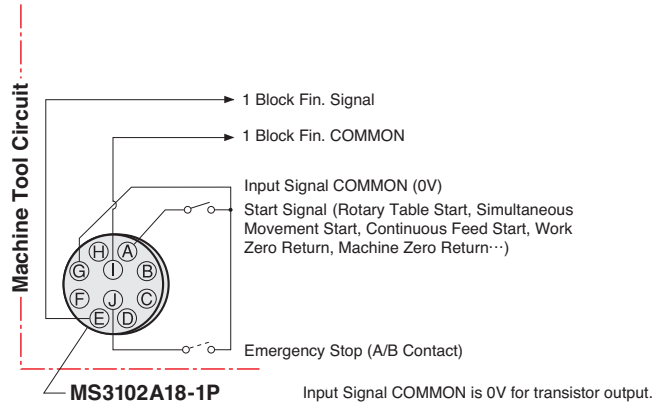 Machine Tool Circuit
1 Block Fin. Signal
1 Block Fin. COMMON
Input Signal COMMON (0V)
Start Signal (Rotary Table Start, Simultaneous
Movement Start, Continuous Feed Start, Work
Zero Return, Machine Zero Return···)
H A
G I B
F J C
E D
Emergency Stop (A/B Contact)
MS3102A18-1P
Input Signal COMMON is 0V for transistor output.